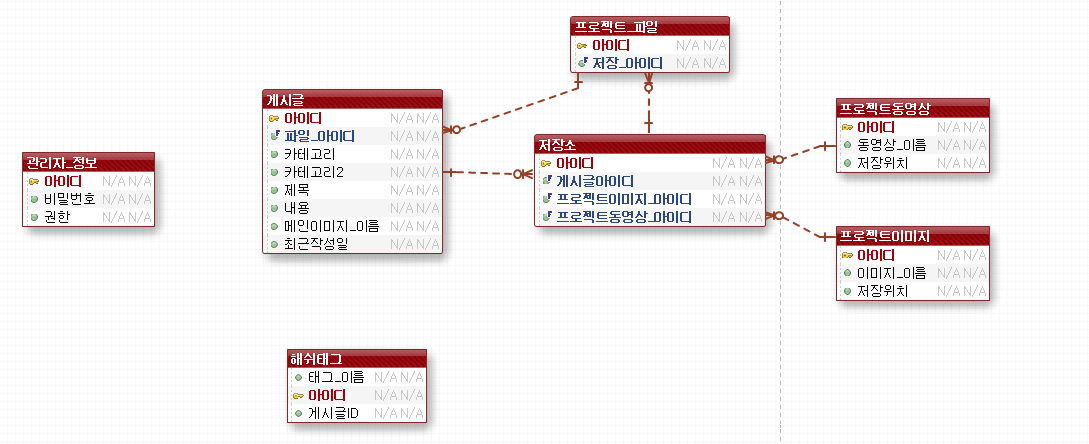 프로젝트_파일
아이디 N/A N/A
저장_아이디 N/A N/A
게시글
아이디 N/A N/A
파일_아이디 N/A N/A
카테고리 N/A N/A
카테고리2 N/A N/A
제목 N/A N/A
내용 N/A N/A
메인이미지_이름 N/A N/A
최근작성일 N/A N/A
프로젝트동영상
아이디 N/A N/A
동영상_이름 N/A N/A
저장위치 N/A N/A
저장소
아이디 N/A N/A
게시글아이디 N/A N/A
프로젝트이미지_아이디 N/A N/A
프로젝트동영상_아이디 N/A N/A
관리자_정보
아이디 N/A N/A
비밀번호 N/A N/A
권한 N/A N/A
프로젝트이미지
아이디 N/A N/A
이미지_이름 N/A N/A
저장위치 N/A N/A
해쉬태그
태그_이름 N/A N/A
아이디 N/A N/A
게시글ID N/A N/A